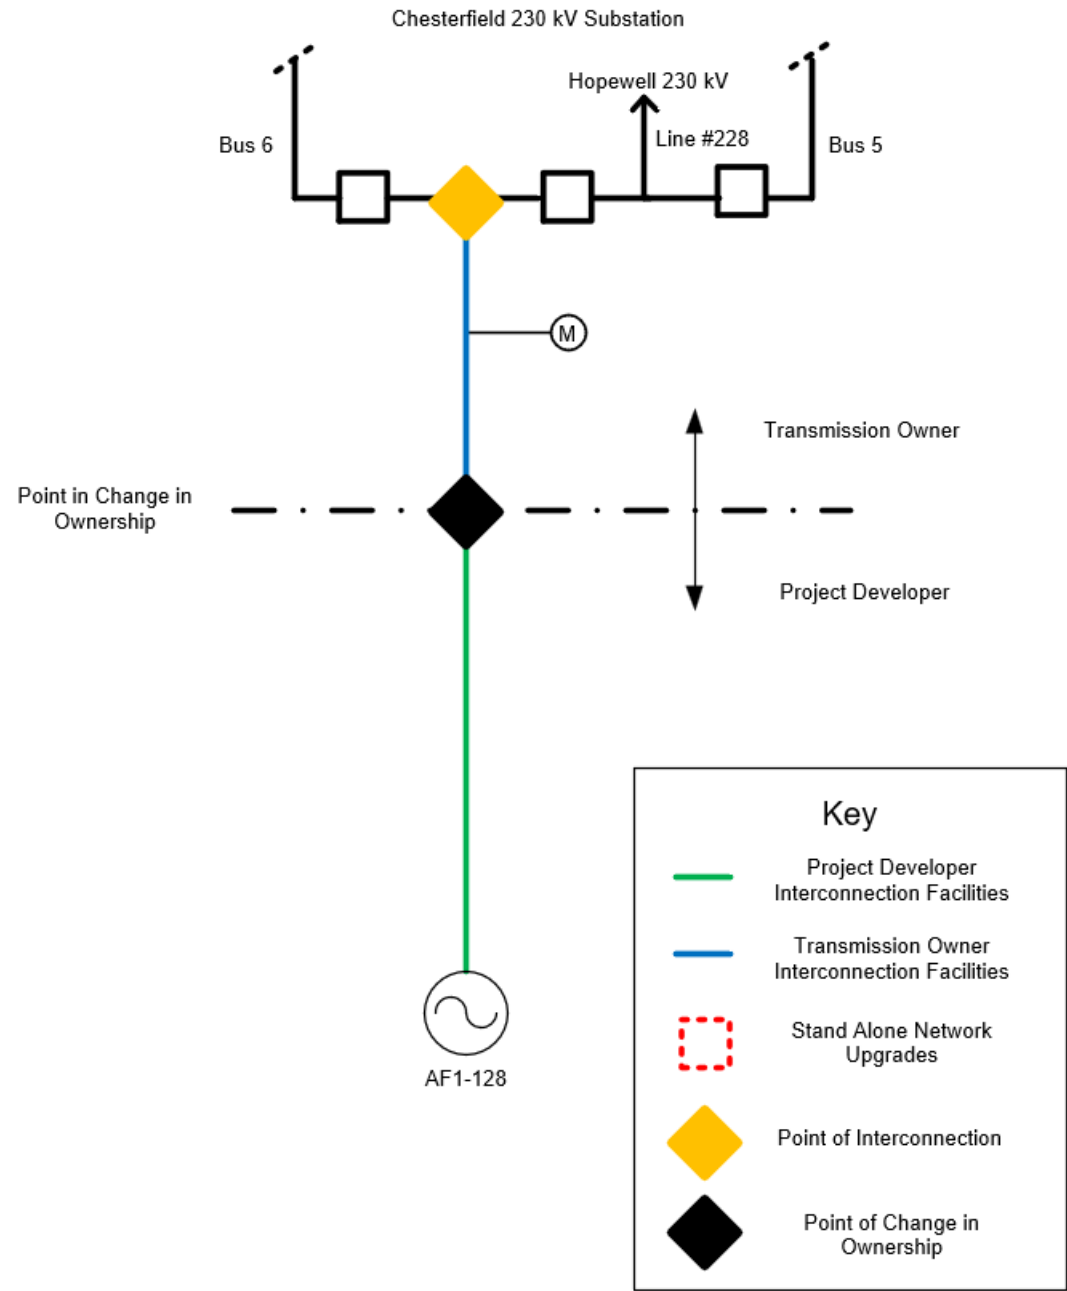 Chesterfield 230 kV Substation
Hopewell 230 kV
Line #228
Bus 6
Bus 5
M
Transmission Owner
Point in Change in
Ownership
Project Developer
Key
Project Developer
Interconnection Facilities
Transmission Owner
Interconnection Facilities
Stand Alone Network
Upgrades
AF1-128
Point of Interconnection
Point of Change in
Ownership